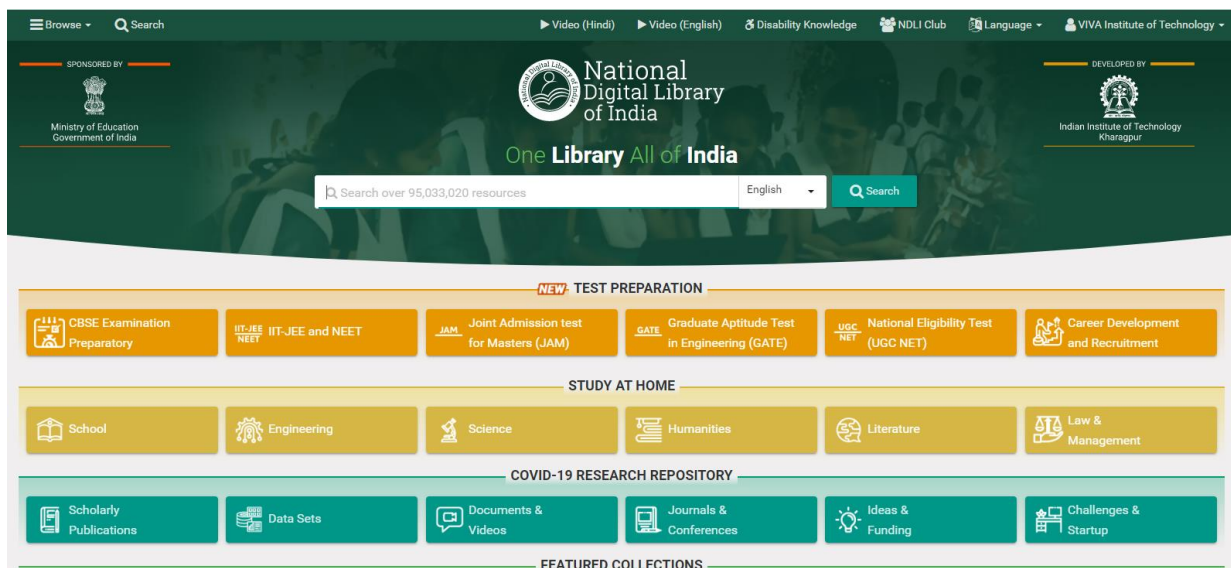 Browse Search Video (Hindi) Video (English) Disability Knowledge NDLI Club Language VIVA Institute of Technology
SPONSORED BY
Ministry of Education
Government of India
National Digital Library of India
National
Digital Library
of India
DEVELOPED BY
Indian Institute of Technology
Kharagpur
One Library All of India
Search over 95,033,020 resources English Search
NEW TEST PREPARATION
CBSE Examination
Preparatory
IIT-JEE
NEET
IIT-JEE and NEET
JAM
Joint Admission test
for Masters (JAM)
GATE
Graduate Aptitude Test
in Engineering (GATE)
UGC
NET
National Eligibility Test
(UGC NET)
Career Development
and Recruitment
STUDY AT HOME
School
Engineering
Science
Humanities
Literature
Law &
Management
COVID-19 RESEARCH REPOSITORY
Scholarly
Publications
Data Sets
Documents &
Videos
Journals &
Conferences
Ideas &
Funding
Challenges &
Startup
FEATURED COLLECTIONS